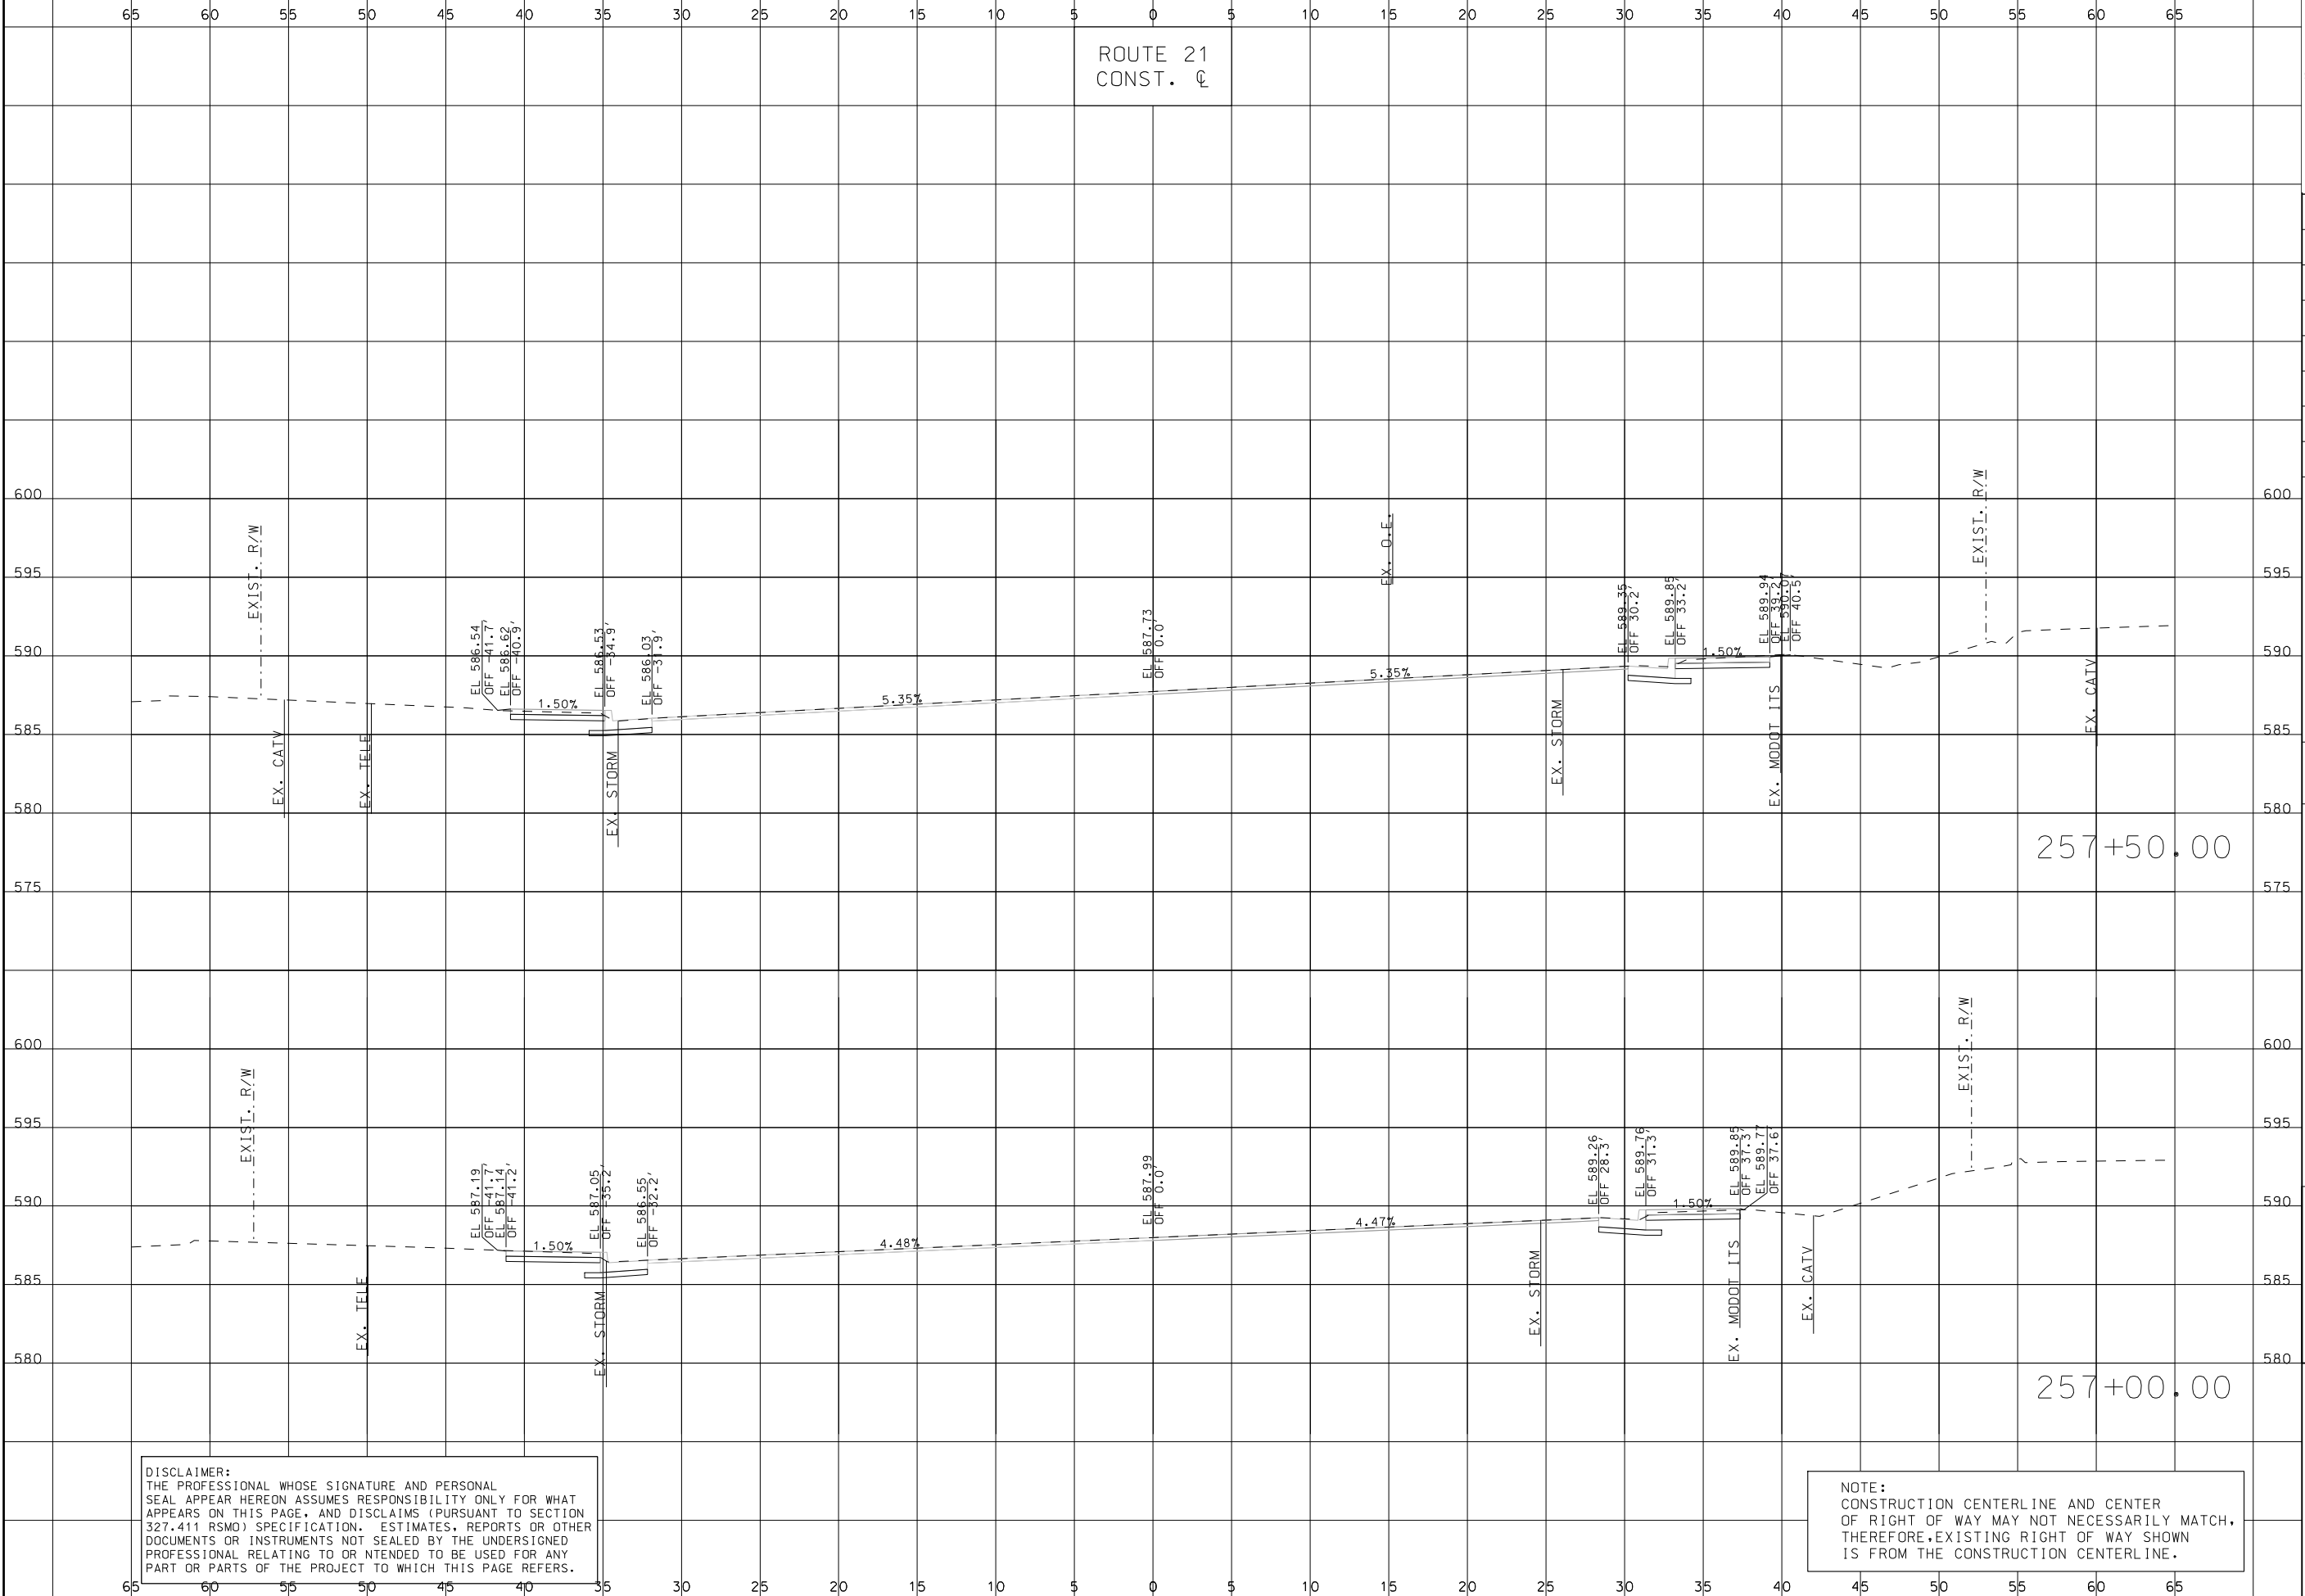 65 60 55 50 45 40 35 30 25 20 15 10 5 0 5 10 15 20 25 30 35 40 45 50 55 60 65
ROUTE 21
CONST. ℄
600 600
595 595
590 590
585 585
580 580
575 575
EXIST. R/W
EX. CATV
EX. TELE
EL 586.54
OFF -41.7'
EL 586.62
OFF -40.9'
1.50%
EL 586.53
OFF -34.9'
EX. STORM
EL 586.03
OFF -31.9'
5.35%
EL 587.73
OFF 0.0'
EX. O.E.
5.35%
EX. STORM
EL 589.35
OFF 30.2'
EL 589.85
OFF 33.2'
1.50%
EL 589.94
OFF 39.2'
EL 590.07
OFF 40.5'
EX. MODOT ITS
EXIST. R/W
EX. CATV
257+50.00
600 600
595 595
590 590
585 585
580 580
EXIST. R/W
EX. TELE
EL 587.19
OFF -41.7'
EL 587.14
OFF -41.2'
1.50%
EL 587.05
OFF -35.2'
EX. STORM
EL 586.55
OFF -32.2'
4.48%
EL 587.99
OFF 0.0'
4.47%
EX. STORM
EL 589.26
OFF 28.3'
EL 589.76
OFF 31.3'
1.50%
EL 589.85
OFF 37.3'
EL 589.77
OFF 37.6'
EX. MODOT ITS
EX. CATV
EXIST. R/W
257+00.00
DISCLAIMER:
THE PROFESSIONAL WHOSE SIGNATURE AND PERSONAL
SEAL APPEAR HEREON ASSUMES RESPONSIBILITY ONLY FOR WHAT
APPEARS ON THIS PAGE, AND DISCLAIMS (PURSUANT TO SECTION
327.411 RSMO) SPECIFICATION. ESTIMATES, REPORTS OR OTHER
DOCUMENTS OR INSTRUMENTS NOT SEALED BY THE UNDERSIGNED
PROFESSIONAL RELATING TO OR NTENDED TO BE USED FOR ANY
PART OR PARTS OF THE PROJECT TO WHICH THIS PAGE REFERS.
NOTE:
CONSTRUCTION CENTERLINE AND CENTER
OF RIGHT OF WAY MAY NOT NECESSARILY MATCH,
THEREFORE,EXISTING RIGHT OF WAY SHOWN
IS FROM THE CONSTRUCTION CENTERLINE.
65 60 55 50 45 40 35 30 25 20 15 10 5 0 5 10 15 20 25 30 35 40 45 50 55 60 65